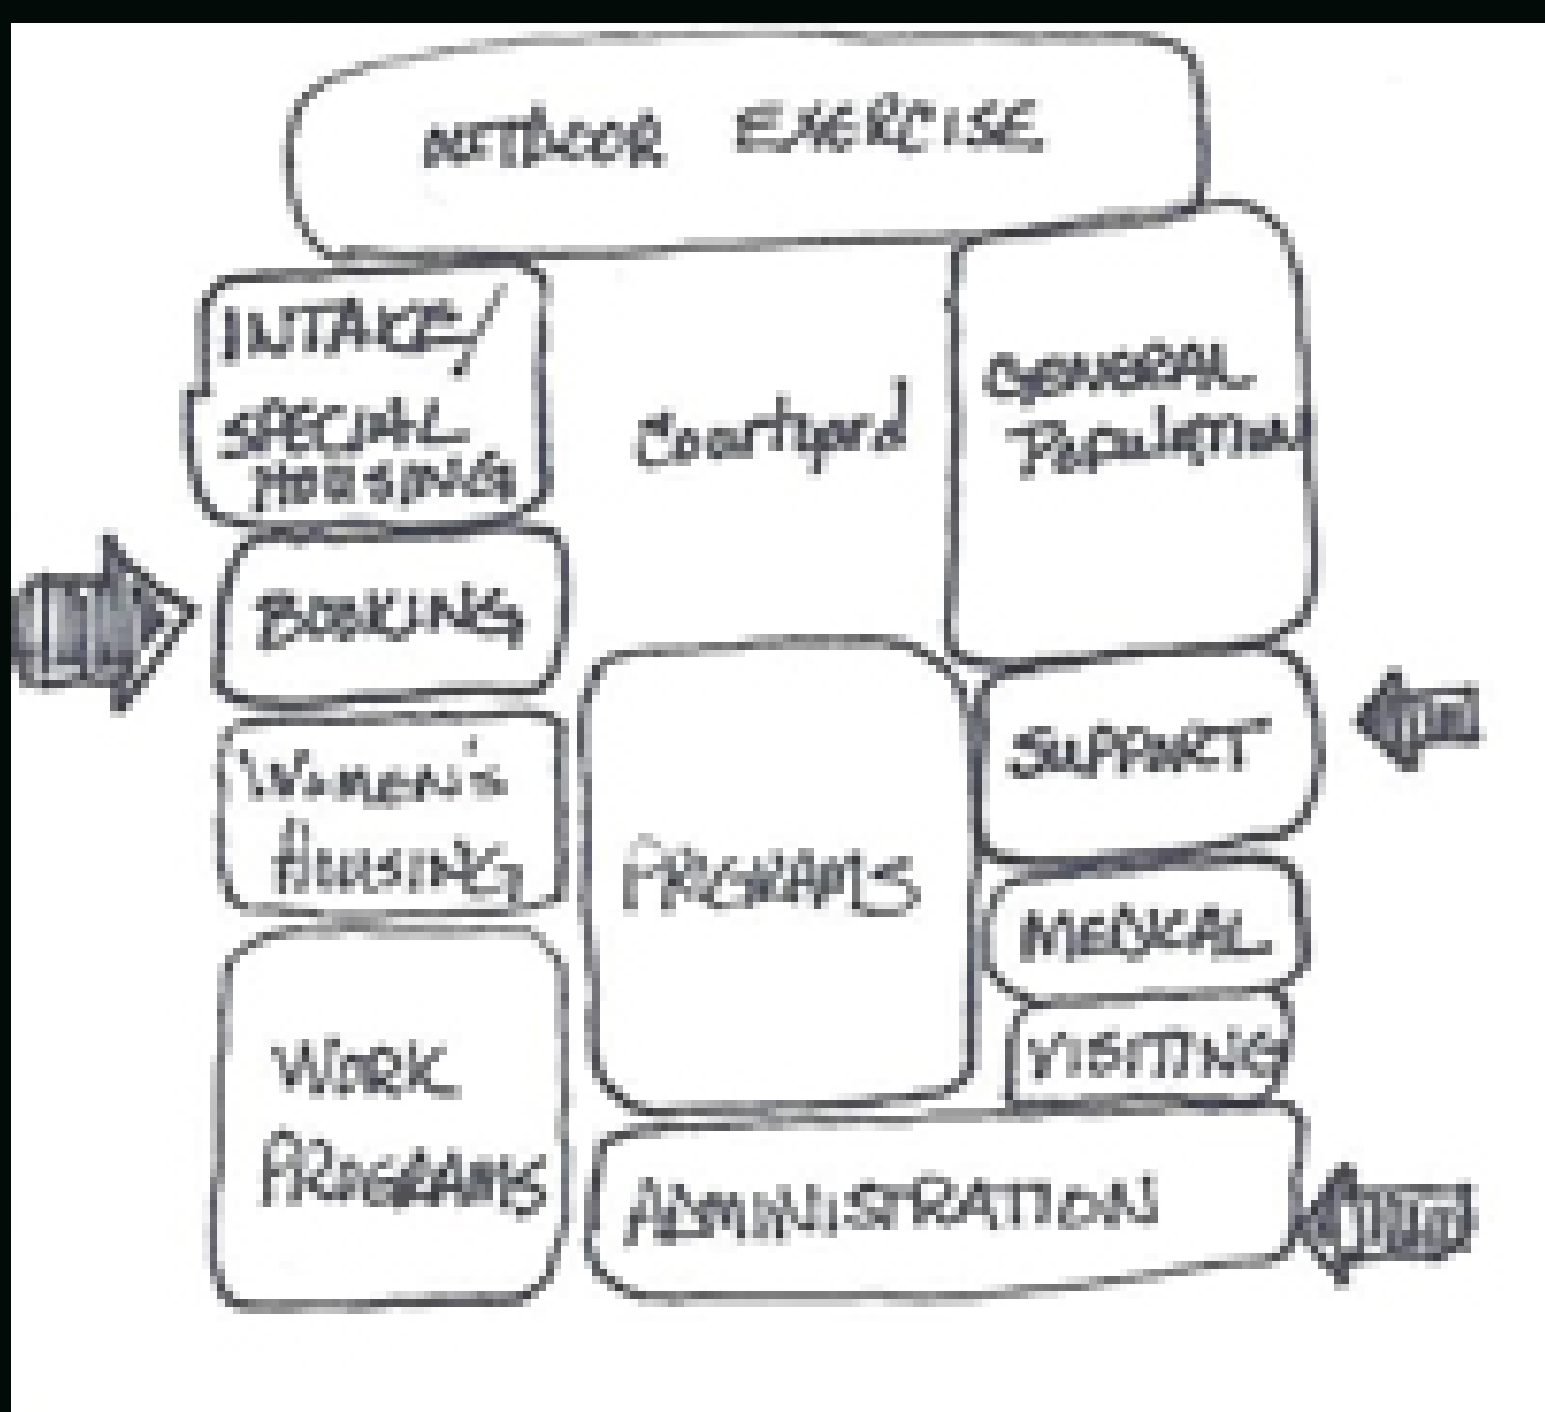 OUTDOOR EXERCISE
INTAKE/
SPECIAL
HOUSING
Courtyard
GENERAL
POPULATION
BOOKING
WOMEN'S
HOUSING
PROGRAMS
SUPPORT
MEDICAL
VISITING
WORK
PROGRAMS
ADMINISTRATION